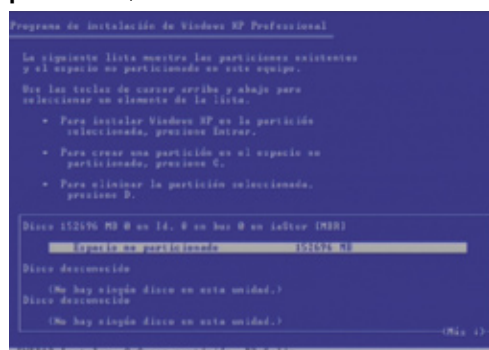 Programa de instalación de Windows XP Professional
La siguiente lista muestra las particiones existentes
y el espacio no particionado en este equipo.
Use las teclas de cursor arriba y abajo para
seleccionar un elemento de la lista.
• Para instalar Windows XP en la partición
seleccionada, presione Entrar.
• Para crear una partición en el espacio no
particionado, presione C.
• Para eliminar la partición seleccionada,
presione D.
Disco 152696 MB 0 en Id. 0 en bus 0 en iaStor [MBR]
Espacio no particionado 152696 MB
Disco desconocido
(No hay ningún disco en esta unidad.)
Disco desconocido
(No hay ningún disco en esta unidad.)
(Más ↓)